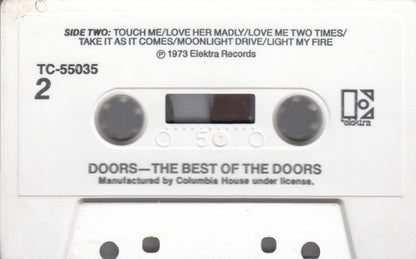 SIDE TWO: TOUCH ME/LOVE HER MADLY/LOVE ME TWO TIMES/
TAKE IT AS IT COMES/MOONLIGHT DRIVE/LIGHT MY FIRE
℗ 1973 Elektra Records
TC-55035
2
elektra
50
DOORS—THE BEST OF THE DOORS
Manufactured by Columbia House under license.